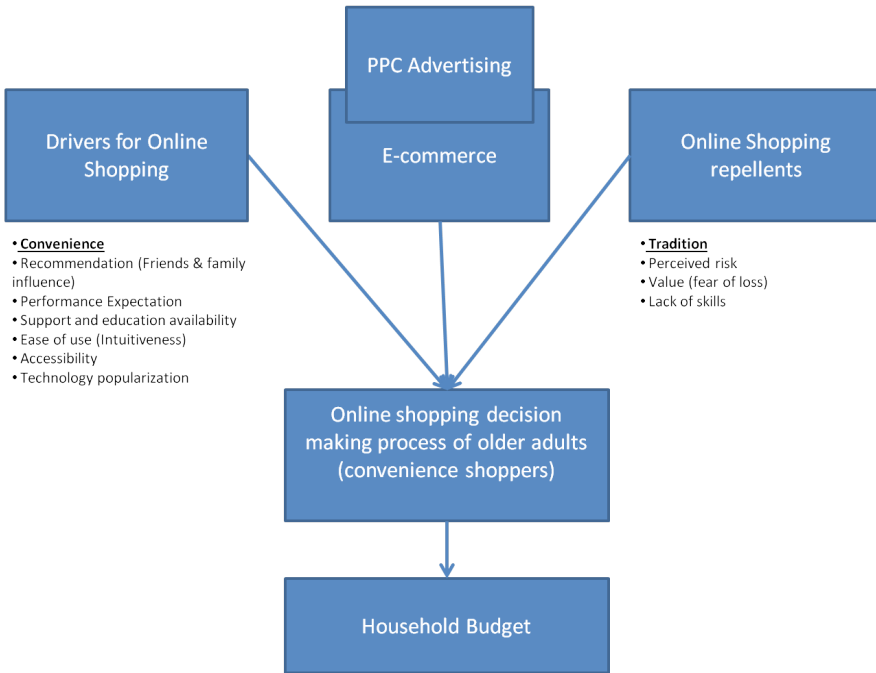 PPC Advertising
Drivers for Online
Shopping
E-commerce
Online Shopping
repellents
• Convenience
• Recommendation (Friends & family
influence)
• Performance Expectation
• Support and education availability
• Ease of use (Intuitiveness)
• Accessibility
• Technology popularization
• Tradition
• Perceived risk
• Value (fear of loss)
• Lack of skills
Online shopping decision
making process of older adults
(convenience shoppers)
Household Budget